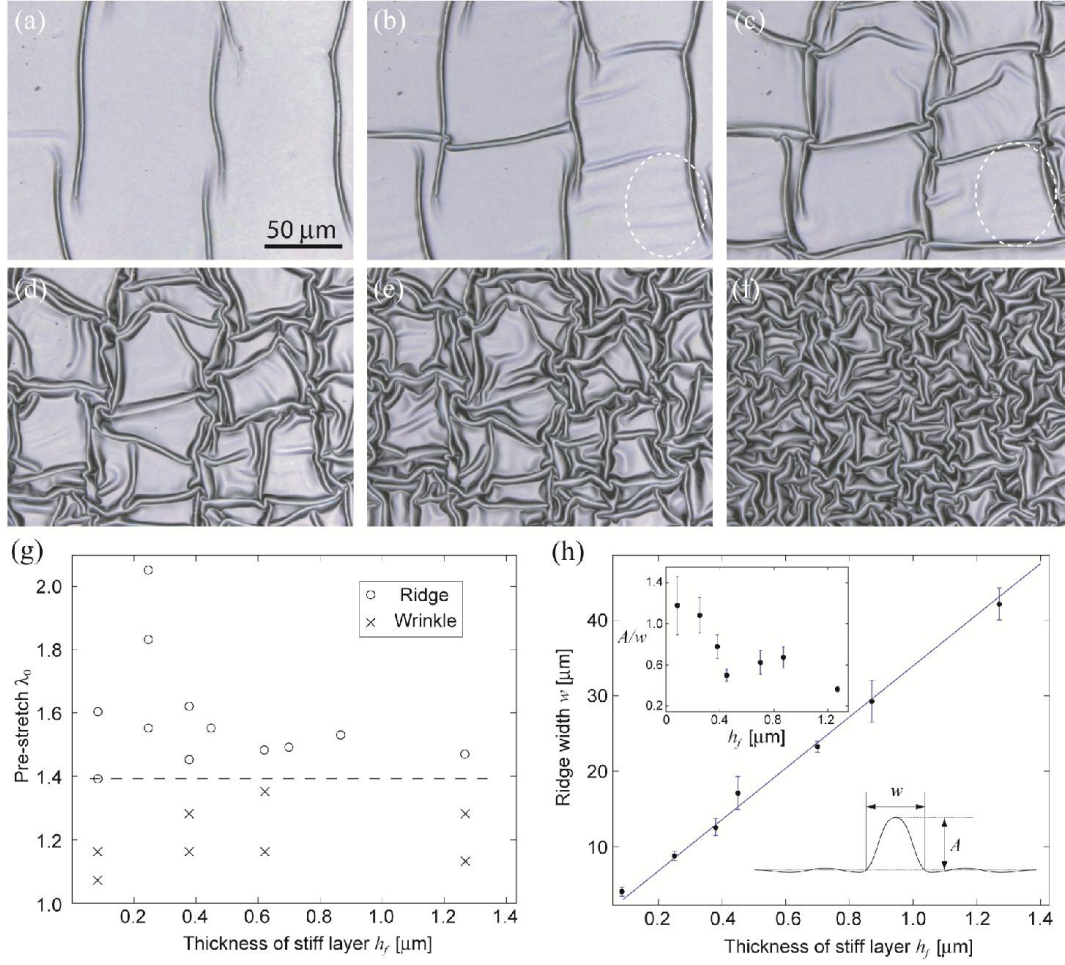 (a)
(b)
(c)
50 μm
(d)
(e)
(f)
(g)
2.0
1.8
1.6
1.4
1.2
1.0
Pre-stretch λ₀
Ridge
Wrinkle
0.2 0.4 0.6 0.8 1.0 1.2 1.4
Thickness of stiff layer h_f [μm]
(h)
40
30
20
10
Ridge width w [μm]
1.4
1.0
0.6
0.2
A/w
0 0.4 0.8 1.2
h_f [μm]
w
A
0.2 0.4 0.6 0.8 1.0 1.2 1.4
Thickness of stiff layer h_f [μm]